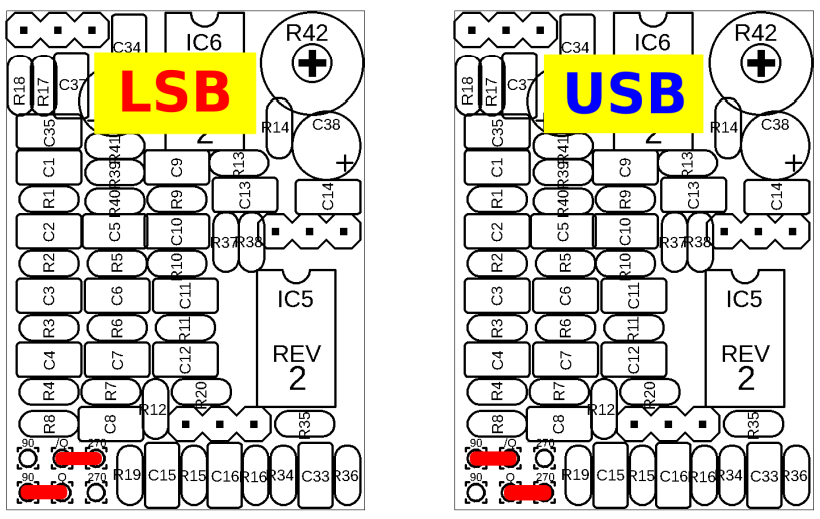 C34 IC6 R42
R18 R17 C37 LSB
C35 R41 2 R14 C38 +
C1 R39 C9 R13
R1 R40 R9 C13 C14
C2 C5 C10 R37 R38
R2 R5 R10
C3 C6 C11 IC5
R3 R6 R11
C4 C7 C12 REV
2
R4 R7 R20
R8 C8 R12 R35
90 /Q 270
90 Q 270
R19 C15 R15 C16 R16 R34 C33 R36
C34 IC6 R42
R18 R17 C37 USB
C35 R41 2 R14 C38 +
C1 R39 C9 R13
R1 R40 R9 C13 C14
C2 C5 C10 R37 R38
R2 R5 R10
C3 C6 C11 IC5
R3 R6 R11
C4 C7 C12 REV
2
R4 R7 R20
R8 C8 R12 R35
90 /Q 270
90 Q 270
R19 C15 R15 C16 R16 R34 C33 R36